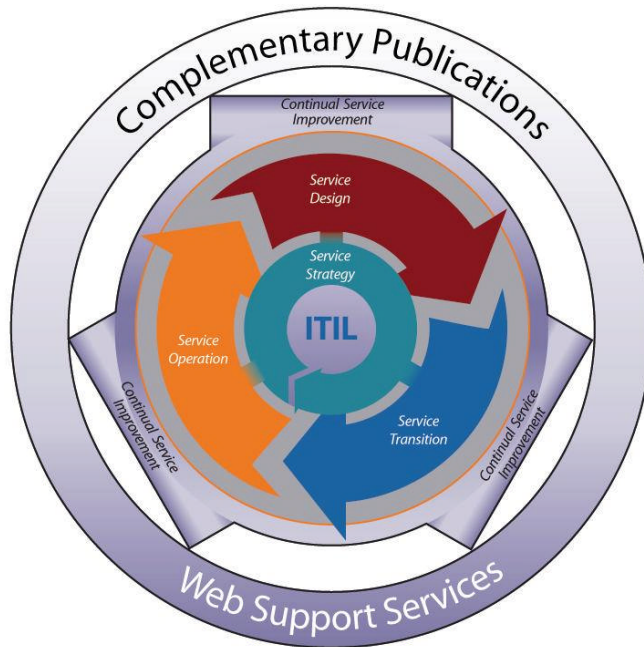 Complementary Publications
Continual Service
Improvement
Service
Design
Service
Strategy
ITIL
Service
Operation
Service
Transition
Continual Service
Improvement
Continual Service
Improvement
Web Support Services